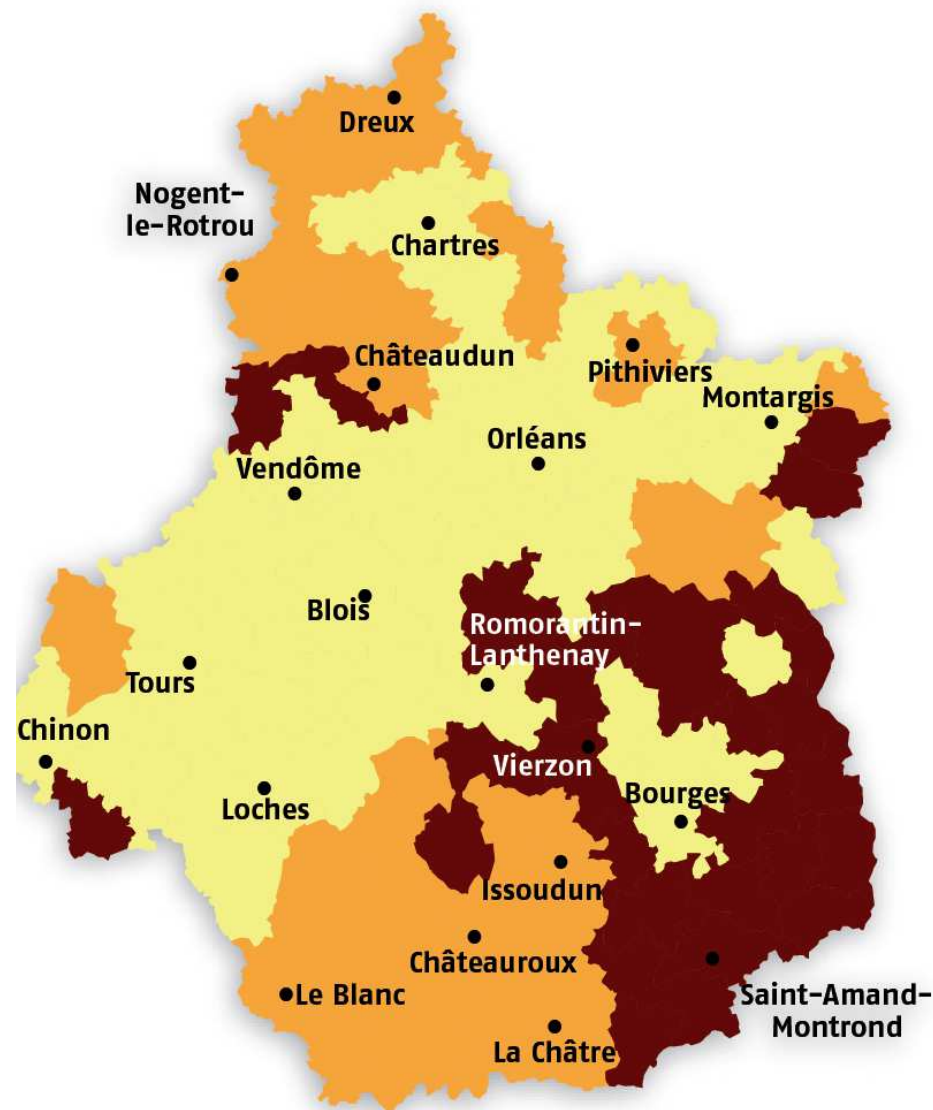 Dreux
Nogent-
le-Rotrou
Chartres
Châteaudun
Pithiviers
Montargis
Orléans
Vendôme
Blois
Romorantin-
Lanthenay
Tours
Chinon
Vierzon
Loches
Bourges
Issoudun
Châteauroux
Le Blanc
Saint-Amand-
Montrond
La Châtre